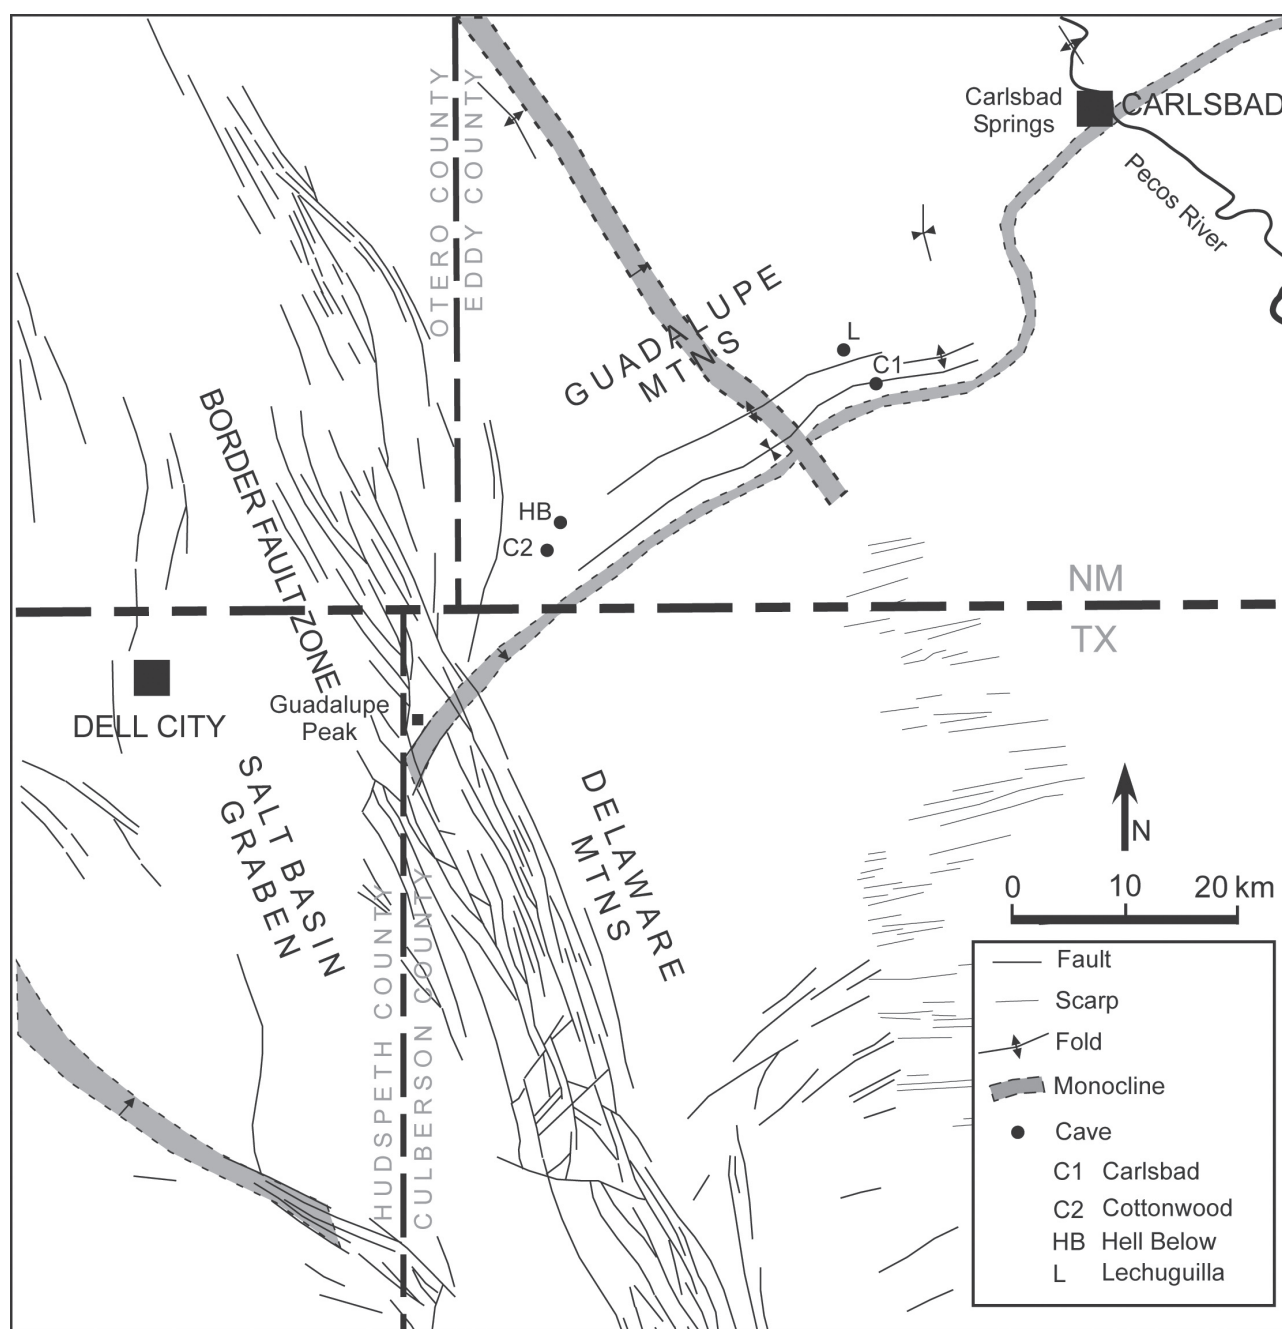 OTERO COUNTY
EDDY COUNTY
Carlsbad
Springs
CARLSBAD
Pecos River
GUADALUPE
MTNS
L
C1
BORDER FAULT ZONE
HB
C2
NM
TX
Guadalupe
Peak
DELL CITY
SALT BASIN
GRABEN
DELAWARE
MTNS
N
0 10 20 km
HUDSPETH COUNTY
CULBERSON COUNTY
Fault
Scarp
Fold
Monocline
Cave
C1 Carlsbad
C2 Cottonwood
HB Hell Below
L Lechuguilla